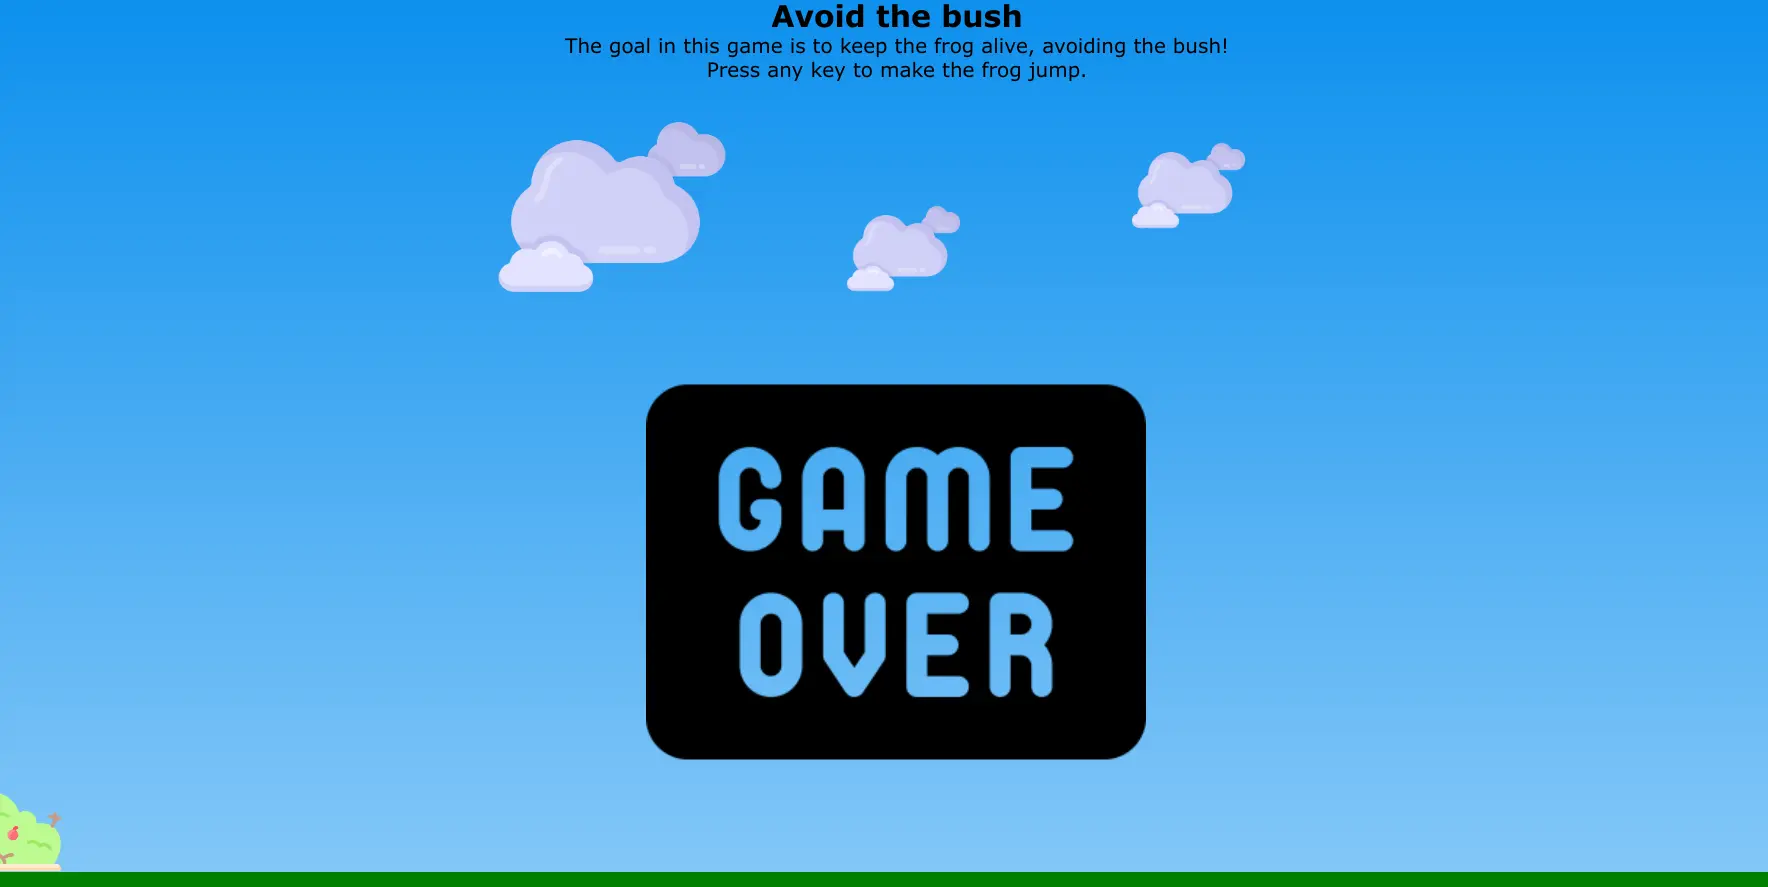 Avoid the bush
The goal in this game is to keep the frog alive, avoiding the bush!
Press any key to make the frog jump.
GAME
OVER